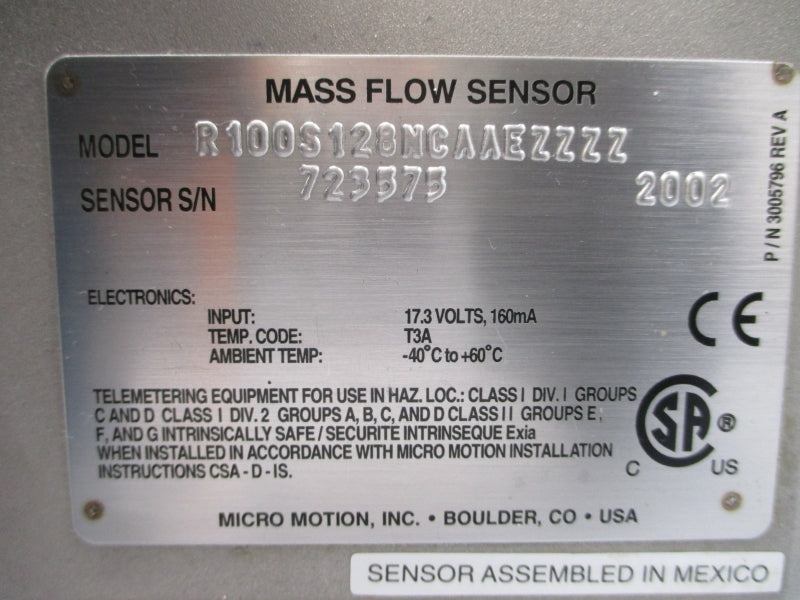 MASS FLOW SENSOR
MODEL R100S128NCAAEZZZZ
SENSOR S/N 723575 2002
P/N 3005796 REV A
ELECTRONICS:
INPUT: 17.3 VOLTS, 160mA
TEMP. CODE: T3A
AMBIENT TEMP: -40°C to +60°C
CE
TELEMETERING EQUIPMENT FOR USE IN HAZ. LOC.: CLASS I DIV. I GROUPS
C AND D CLASS I DIV. 2 GROUPS A, B, C, AND D CLASS II GROUPS E,
F, AND G INTRINSICALLY SAFE / SECURITE INTRINSEQUE Exia
WHEN INSTALLED IN ACCORDANCE WITH MICRO MOTION INSTALLATION
INSTRUCTIONS CSA - D - IS.
CSA ®
C US
MICRO MOTION, INC. • BOULDER, CO • USA
SENSOR ASSEMBLED IN MEXICO